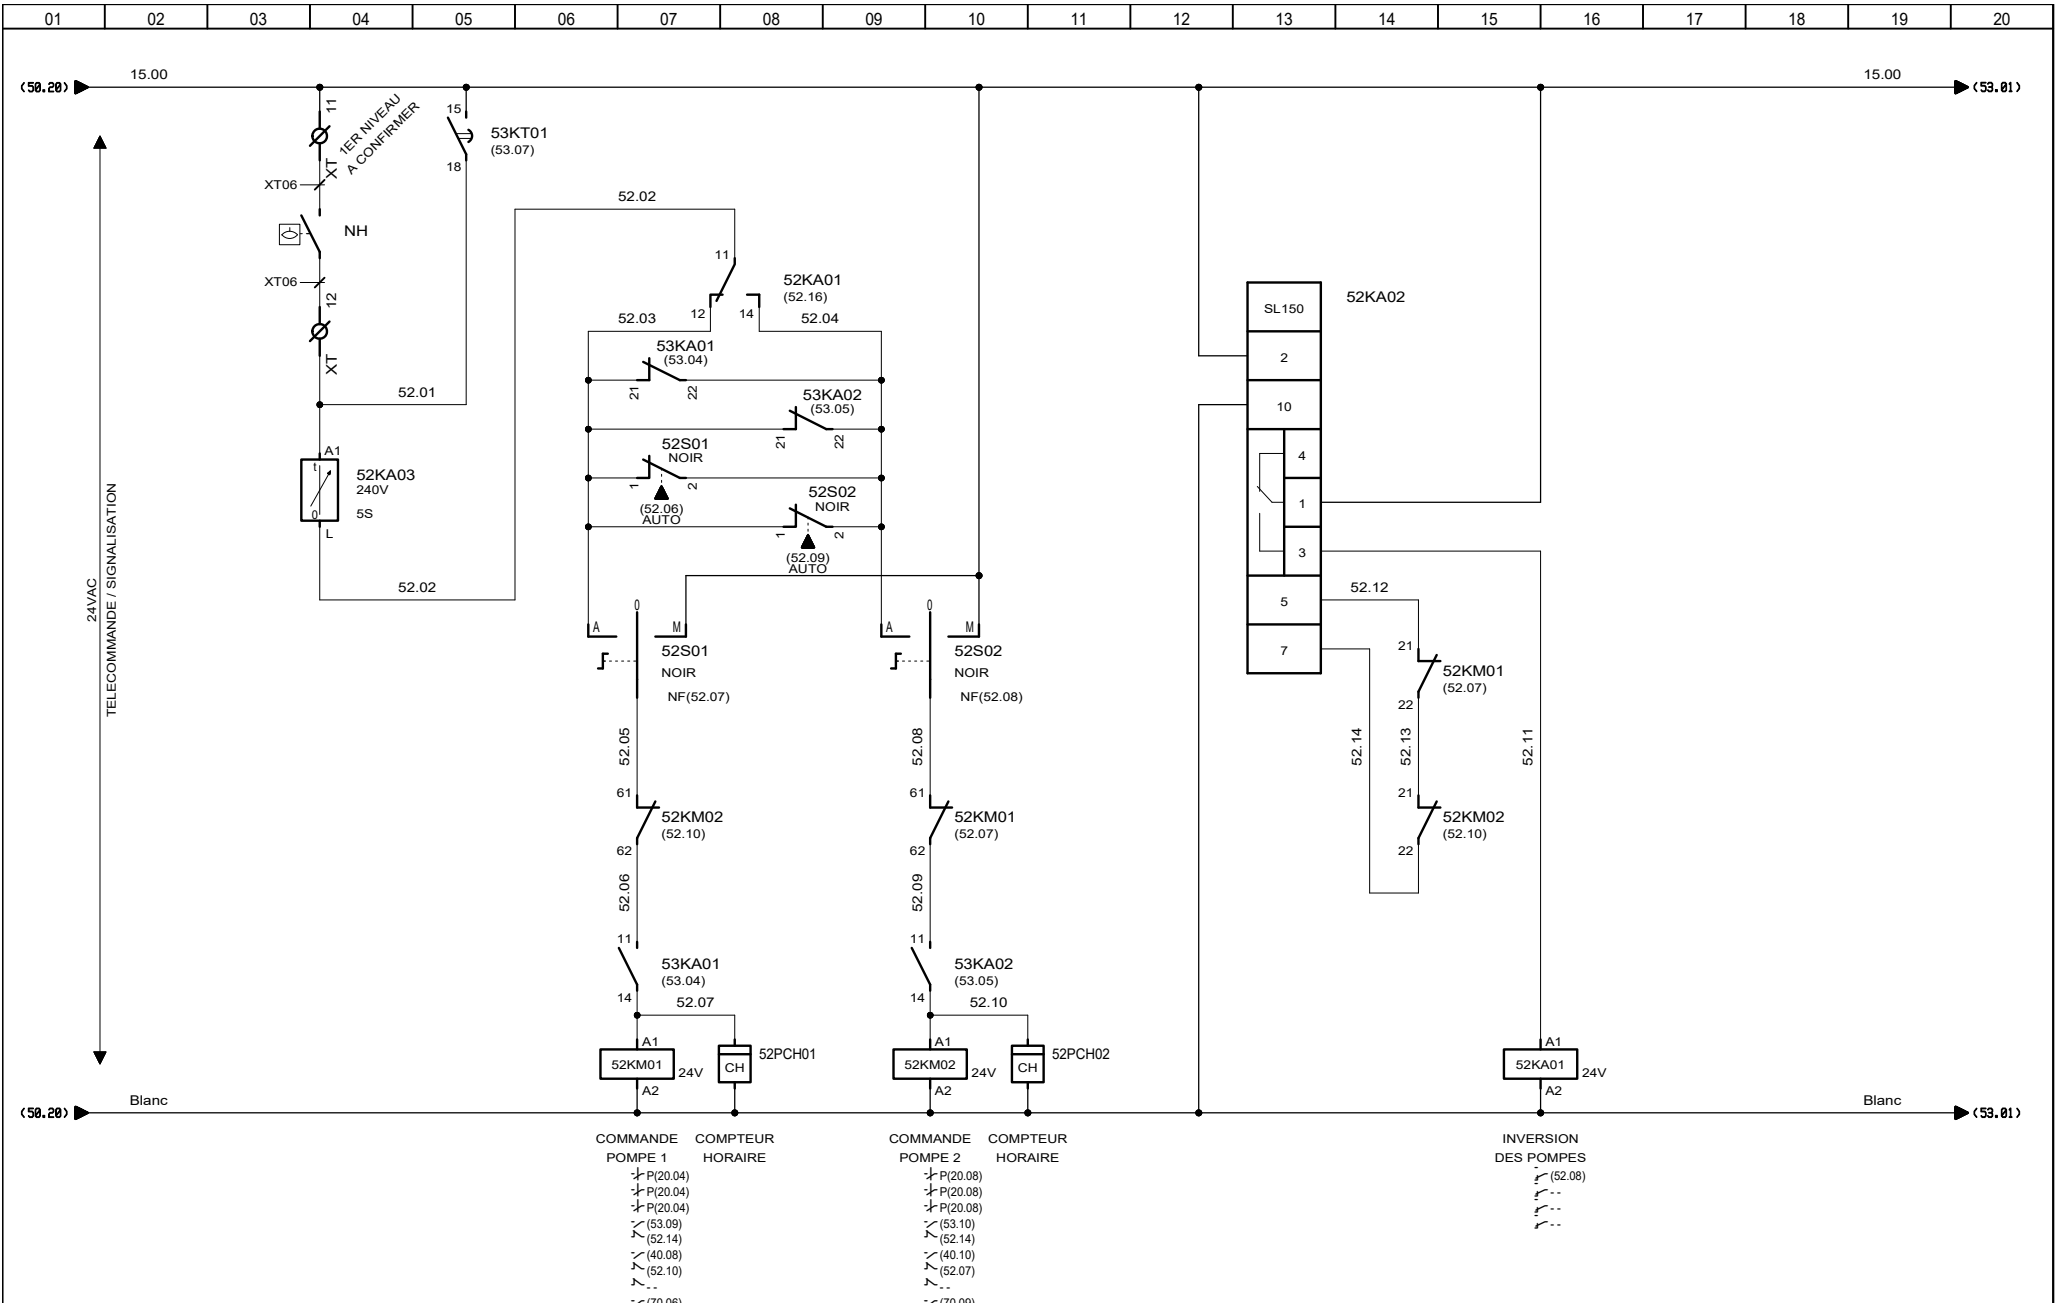 01 02 03 04 05 06 07 08 09 10 11 12 13 14 15 16 17 18 19 20
(50.20) 15.00 15.00 (53.01)
11
XT
1ER NIVEAU
A CONFIRMER
XT06
NH
XT06
12
XT
15
53KT01
(53.07)
18
52.01
A1
t
0
52KA03
240V
5S
L
52.02
52.02
24VAC
TELECOMMANDE / SIGNALISATION
11
52KA01
(52.16)
12
14
52.03
52.04
53KA01
(53.04)
21
22
53KA02
(53.05)
21
22
52S01
NOIR
1
2
(52.06)
AUTO
52S02
NOIR
1
2
(52.09)
AUTO
A
0
M
52S01
NOIR
NF(52.07)
52.05
61
52KM02
(52.10)
62
52.06
11
53KA01
(53.04)
14
52.07
A1
52KM01
24V
A2
CH
52PCH01
A
0
M
52S02
NOIR
NF(52.08)
52.08
61
52KM01
(52.07)
62
52.09
11
53KA02
(53.05)
14
52.10
A1
52KM02
24V
A2
CH
52PCH02
SL150
52KA02
2
10
4
1
3
5
7
52.12
21
52KM01
(52.07)
22
52.14
52.13
52.11
21
52KM02
(52.10)
22
A1
52KA01
24V
A2
(50.20) Blanc Blanc (53.01)
COMMANDE
POMPE 1
P(20.04)
P(20.04)
P(20.04)
(53.09)
(52.14)
(40.08)
(52.10)
--
(70.06)
COMPTEUR
HORAIRE
COMMANDE
POMPE 2
P(20.08)
P(20.08)
P(20.08)
(53.10)
(52.14)
(40.10)
(52.07)
--
(70.09)
COMPTEUR
HORAIRE
INVERSION
DES POMPES
(52.08)
--
--
--